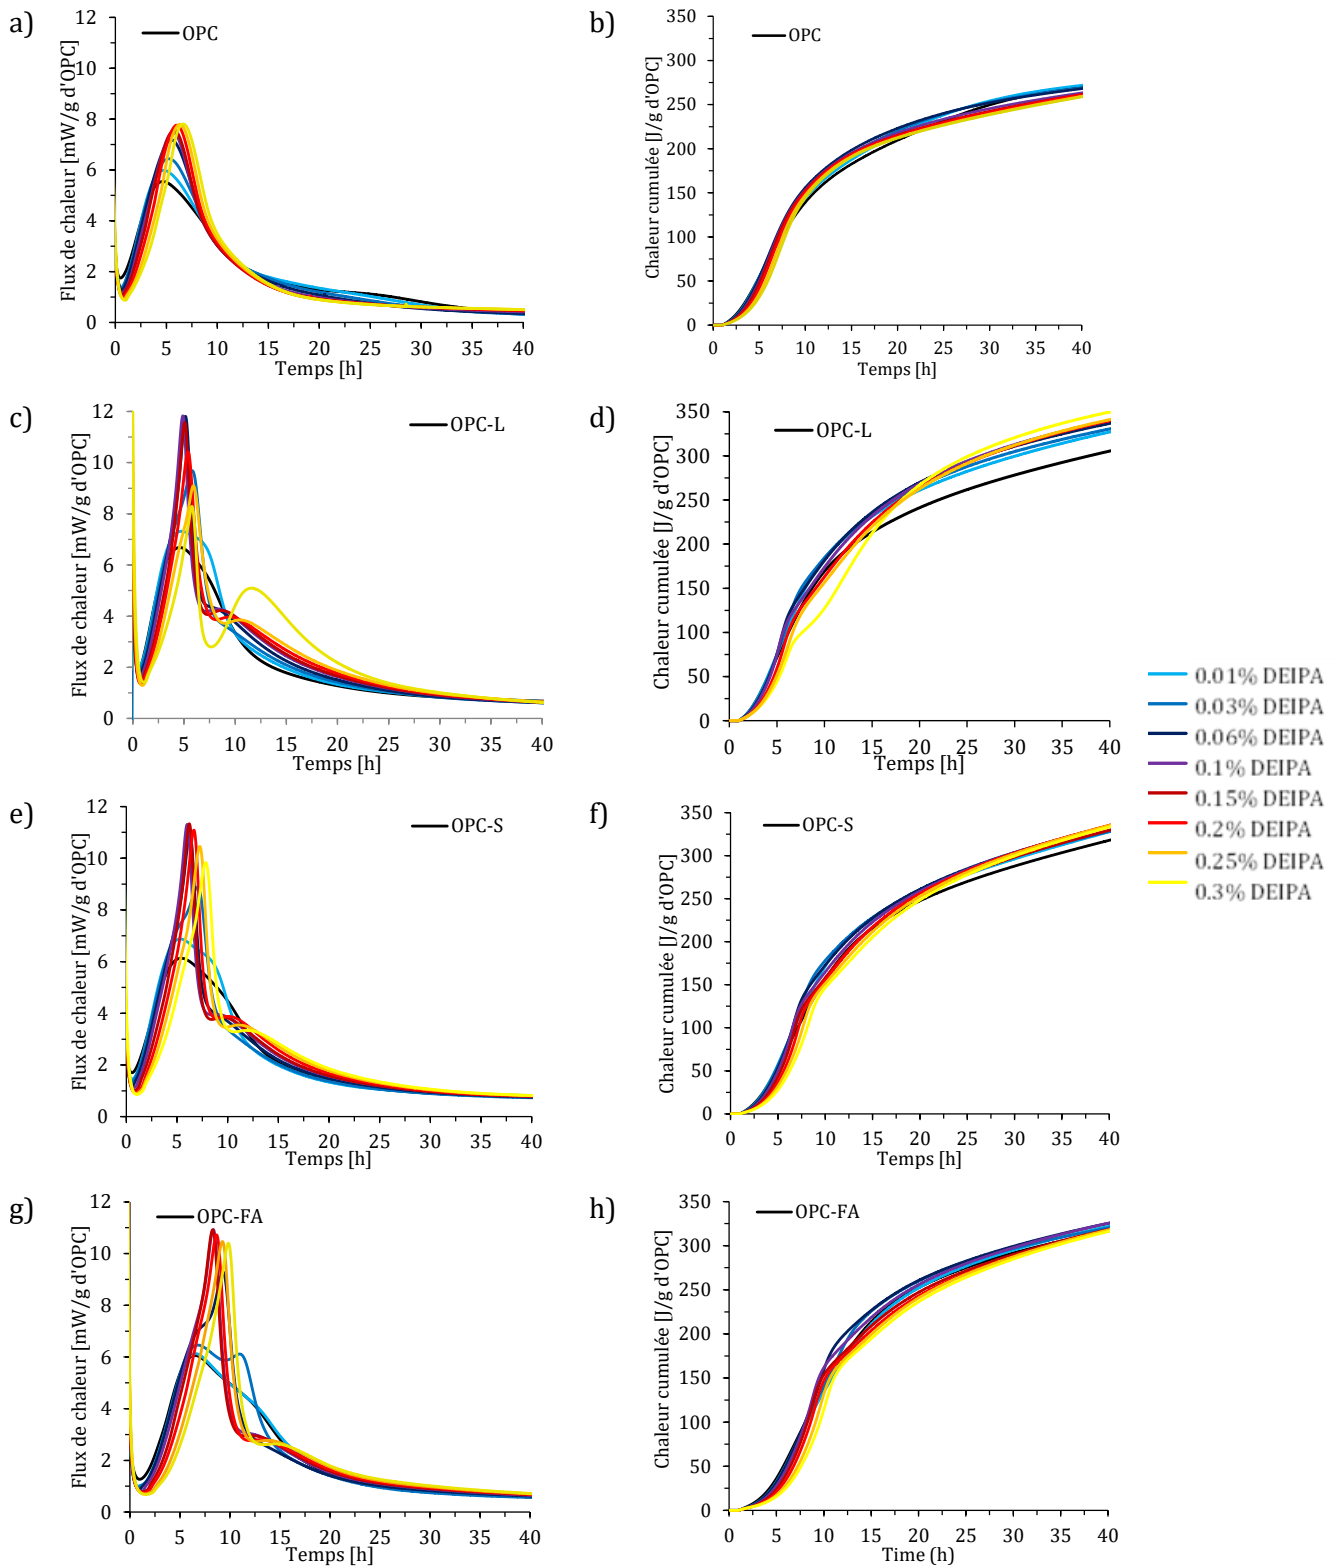 a)
OPC
Flux de chaleur [mW/g d'OPC]
12
10
8
6
4
2
0
0 5 10 15 20 25 30 35 40
Temps [h]
b)
OPC
Chaleur cumulée [J/g d'OPC]
350
300
250
200
150
100
50
0
0 5 10 15 20 25 30 35 40
Temps [h]
c)
OPC-L
Flux de chaleur [mW/g d'OPC]
12
10
8
6
4
2
0
0 5 10 15 20 25 30 35 40
Temps [h]
d)
OPC-L
Chaleur cumulée [J/g d'OPC]
350
300
250
200
150
100
50
0
0 5 10 15 20 25 30 35 40
Temps [h]
0.01% DEIPA
0.03% DEIPA
0.06% DEIPA
0.1% DEIPA
0.15% DEIPA
0.2% DEIPA
0.25% DEIPA
0.3% DEIPA
e)
OPC-S
Flux de chaleur [mW/g d'OPC]
12
10
8
6
4
2
0
0 5 10 15 20 25 30 35 40
Temps [h]
f)
OPC-S
Chaleur cumulée [J/g d'OPC]
350
300
250
200
150
100
50
0
0 5 10 15 20 25 30 35 40
Temps [h]
g)
OPC-FA
Flux de chaleur [mW/g d'OPC]
12
10
8
6
4
2
0
0 5 10 15 20 25 30 35 40
Temps [h]
h)
OPC-FA
Chaleur cumulée [J/g d'OPC]
350
300
250
200
150
100
50
0
0 5 10 15 20 25 30 35 40
Time (h)